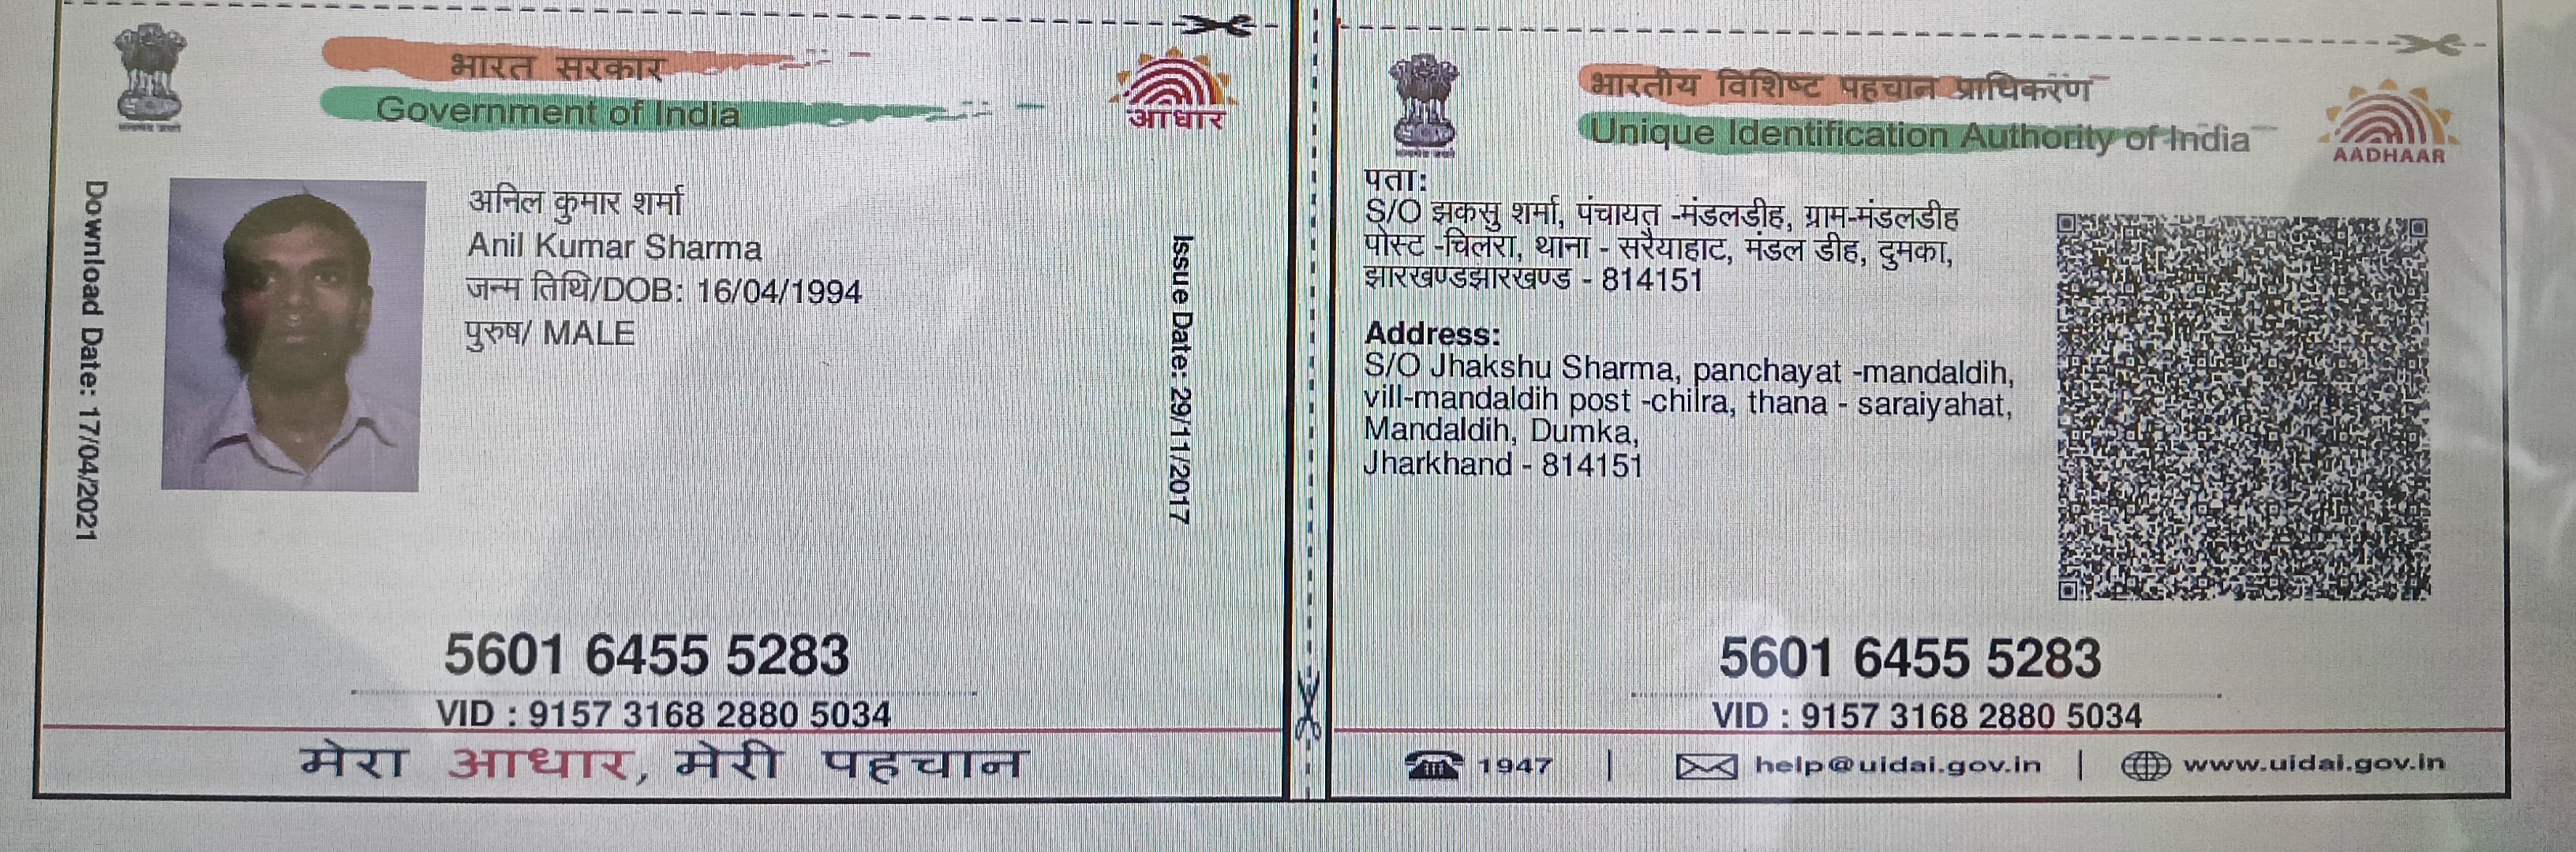 भारत सरकार
Government of India
आधार
Download Date: 17/04/2021
अनिल कुमार शर्मा
Anil Kumar Sharma
जन्म तिथि/DOB: 16/04/1994
पुरुष/ MALE
Issue Date: 29/11/2017
5601 6455 5283
VID : 9157 3168 2880 5034
मेरा आधार, मेरी पहचान
भारतीय विशिष्ट पहचान प्राधिकरण
Unique Identification Authority of India
AADHAAR
पता:
S/O झकसु शर्मा, पंचायत -मंडलडीह, ग्राम-मंडलडीह
पोस्ट -चिलरा, थाना - सरैयाहाट, मंडल डीह, दुमका,
झारखण्डझारखण्ड - 814151
Address:
S/O Jhakshu Sharma, panchayat -mandaldih,
vill-mandaldih post -chilra, thana - saraiyahat,
Mandaldih, Dumka,
Jharkhand - 814151
5601 6455 5283
VID : 9157 3168 2880 5034
1947 | help@uidai.gov.in | www.uidai.gov.in